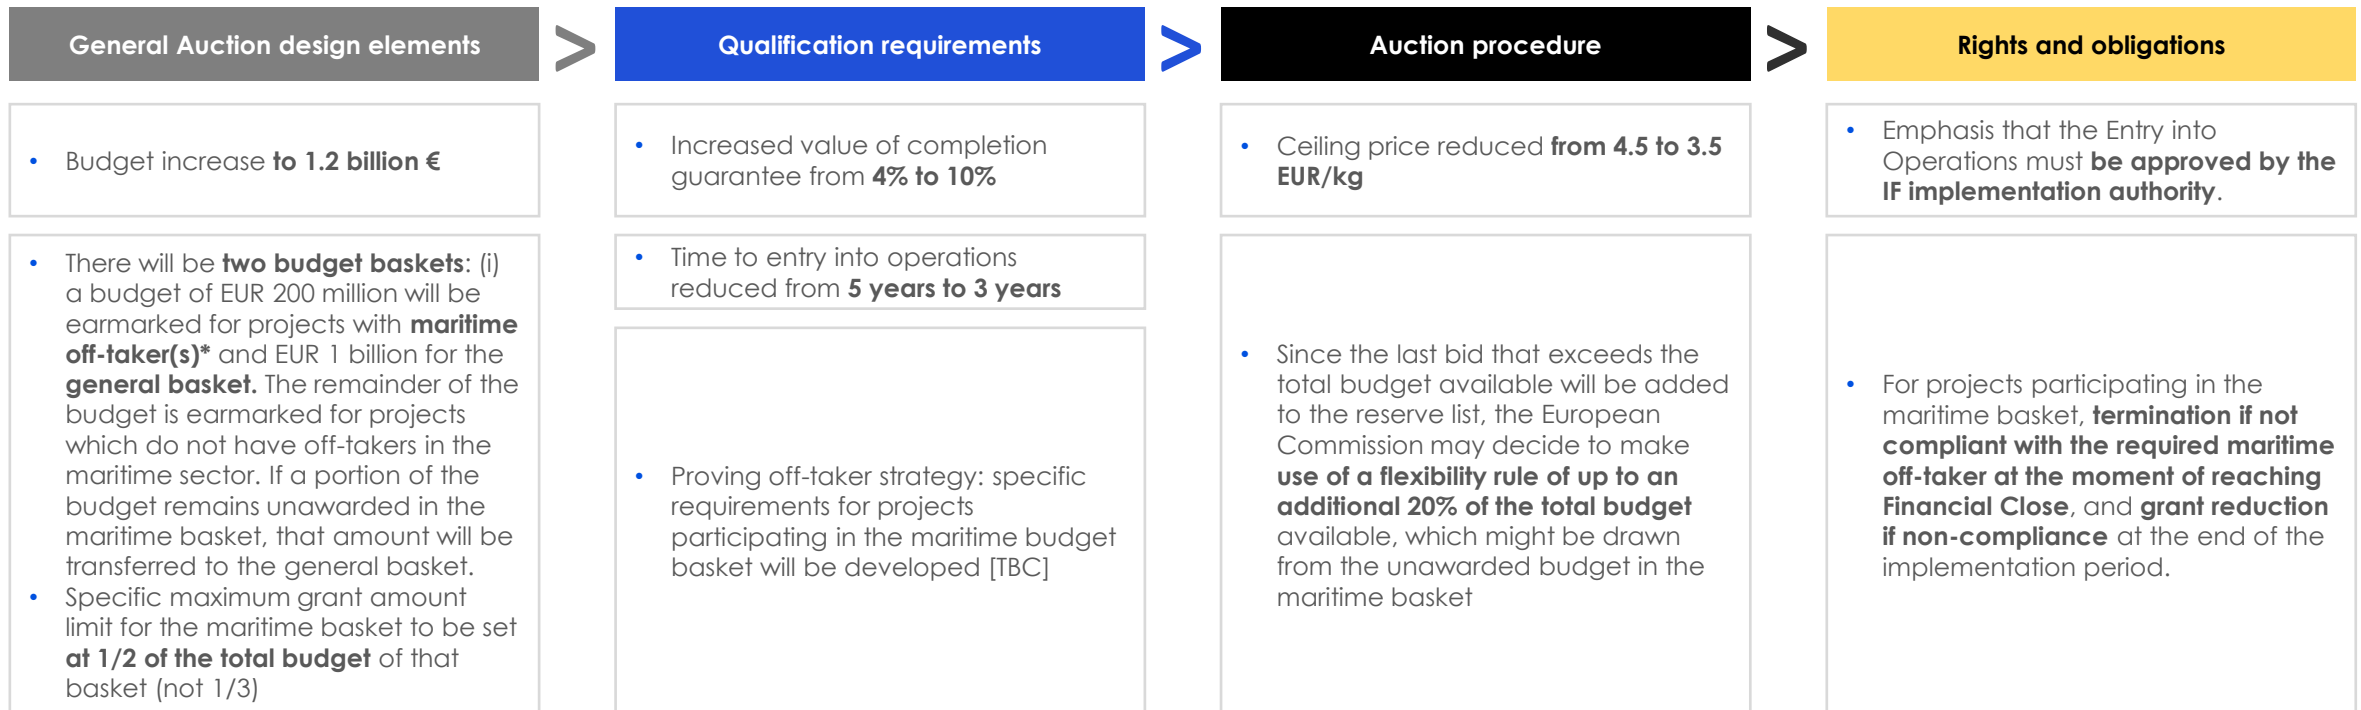 General Auction design elements
>
Qualification requirements
>
Auction procedure
>
Rights and obligations
• Budget increase to 1.2 billion €
• There will be two budget baskets: (i)
a budget of EUR 200 million will be
earmarked for projects with maritime
off-taker(s)* and EUR 1 billion for the
general basket. The remainder of the
budget is earmarked for projects
which do not have off-takers in the
maritime sector. If a portion of the
budget remains unawarded in the
maritime basket, that amount will be
transferred to the general basket.
• Specific maximum grant amount
limit for the maritime basket to be set
at 1/2 of the total budget of that
basket (not 1/3)
• Increased value of completion
guarantee from 4% to 10%
• Time to entry into operations
reduced from 5 years to 3 years
• Proving off-taker strategy: specific
requirements for projects
participating in the maritime budget
basket will be developed [TBC]
• Ceiling price reduced from 4.5 to 3.5
EUR/kg
• Since the last bid that exceeds the
total budget available will be added
to the reserve list, the European
Commission may decide to make
use of a flexibility rule of up to an
additional 20% of the total budget
available, which might be drawn
from the unawarded budget in the
maritime basket
• Emphasis that the Entry into
Operations must be approved by the
IF implementation authority.
• For projects participating in the
maritime basket, termination if not
compliant with the required maritime
off-taker at the moment of reaching
Financial Close, and grant reduction
if non-compliance at the end of the
implementation period.